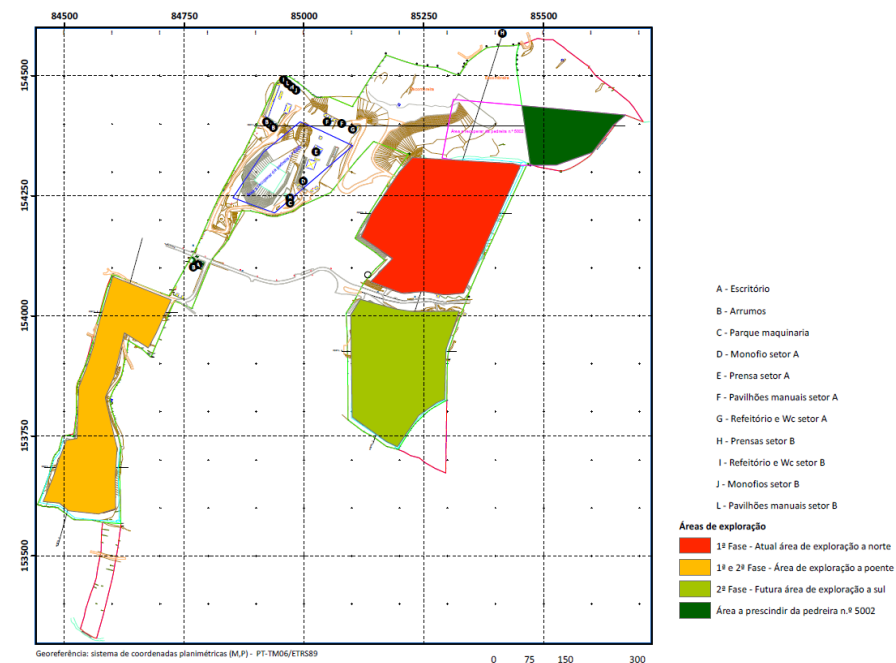 84500 84750 85000 85250 85500
154500
154250
154000
153750
153500
A - Escritório
B - Arrumos
C - Parque maquinaria
D - Monofio setor A
E - Prensa setor A
F - Pavilhões manuais setor A
G - Refeitório e Wc setor A
H - Prensas setor B
I - Refeitório e Wc setor B
J - Monofios setor B
L - Pavilhões manuais setor B
Áreas de exploração
1ª Fase - Atual área de exploração a norte
1ª e 2ª Fase - Área de exploração a poente
2ª Fase - Futura área de exploração a sul
Área a prescindir da pedreira n.º 5002
Georeferência: sistema de coordenadas planimétricas (M,P) - PT-TM06/ETRS89
0 75 150 300